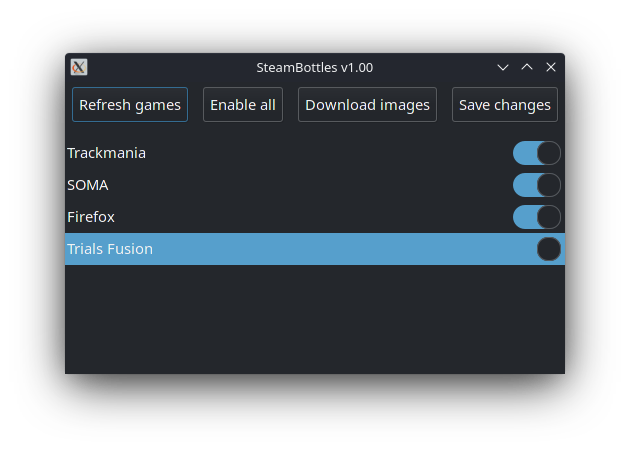 SteamBottles v1.00
Refresh games Enable all Download images Save changes
Trackmania
SOMA
Firefox
Trials Fusion